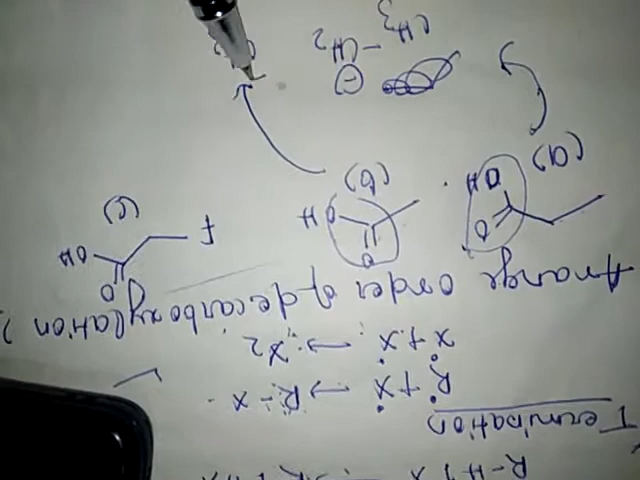 R-H + X
Termination
R• + X• → R-X
X• + X• → X2
Arrange order of decarboxylation ?
O OH (a)
O OH (b)
O OH F (c)
⊖ CH2 - CH3